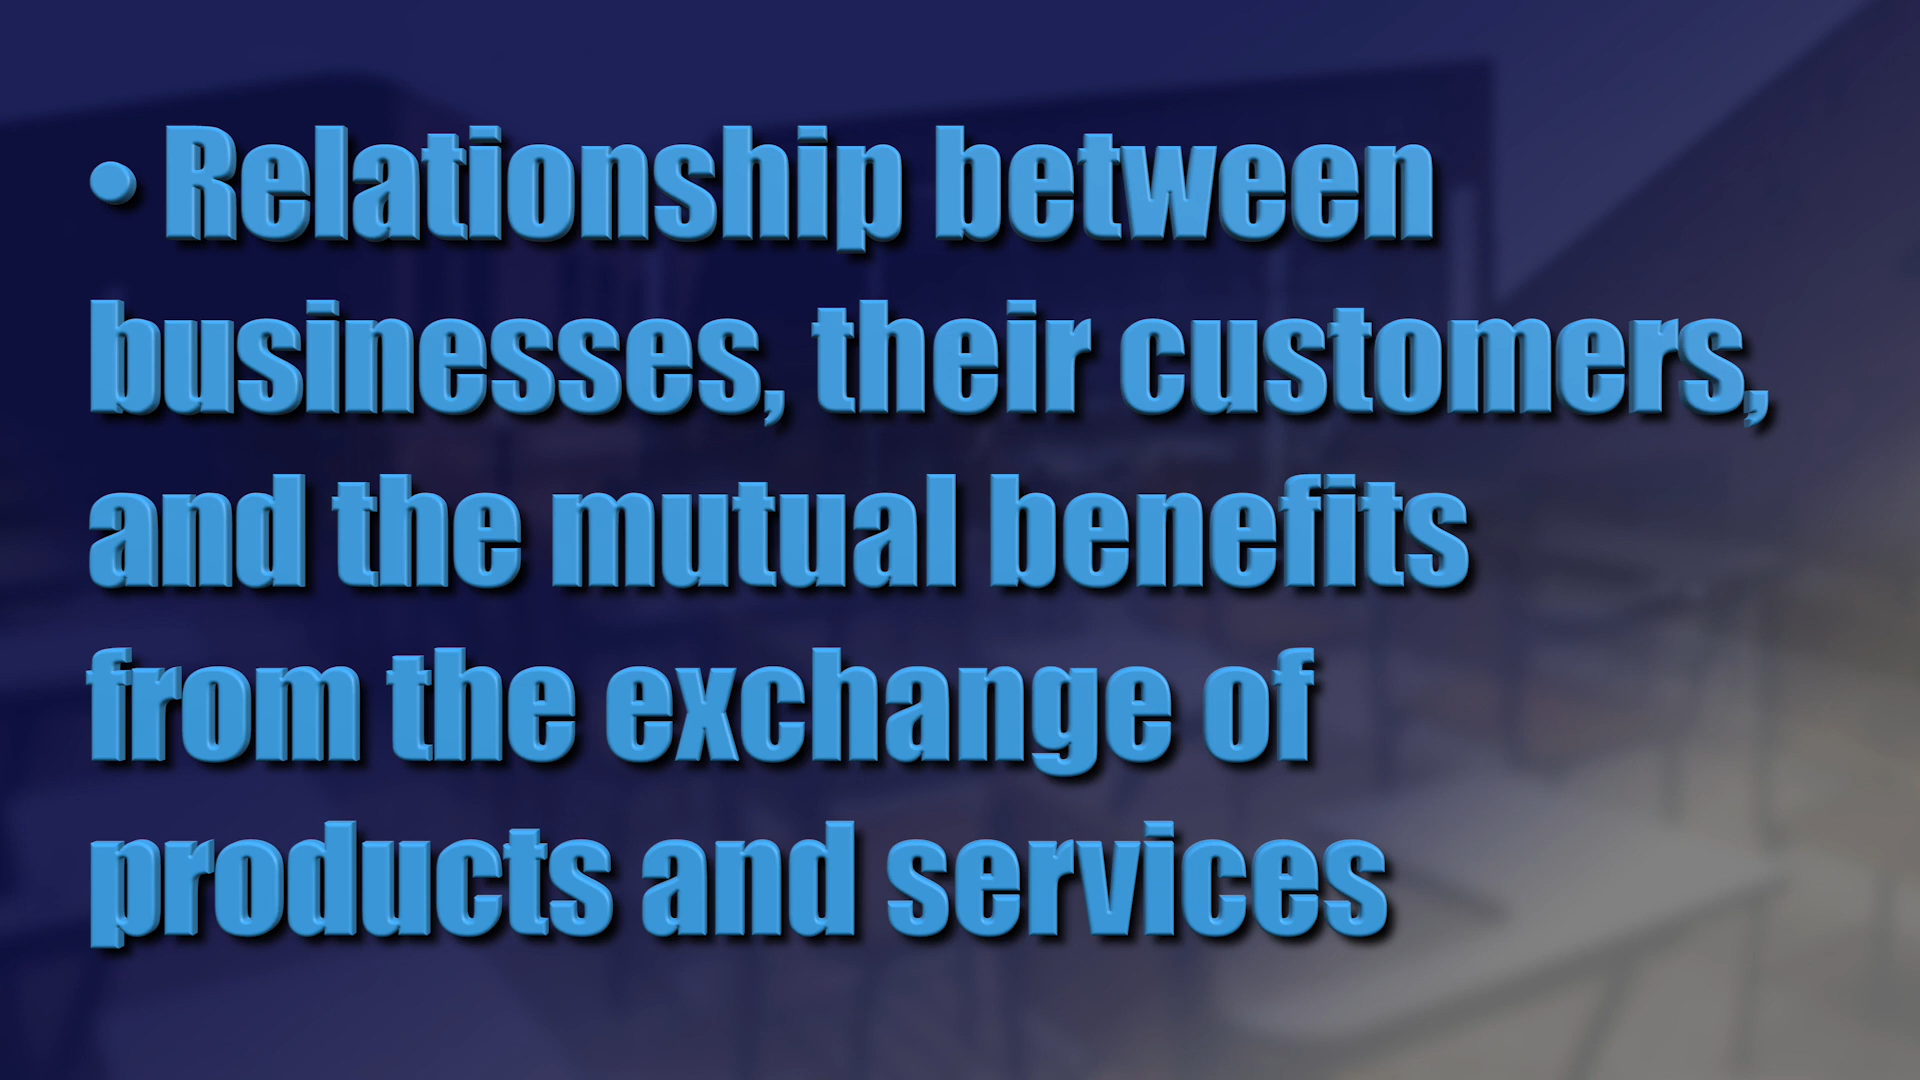 • Relationship between
businesses, their customers,
and the mutual benefits
from the exchange of
products and services